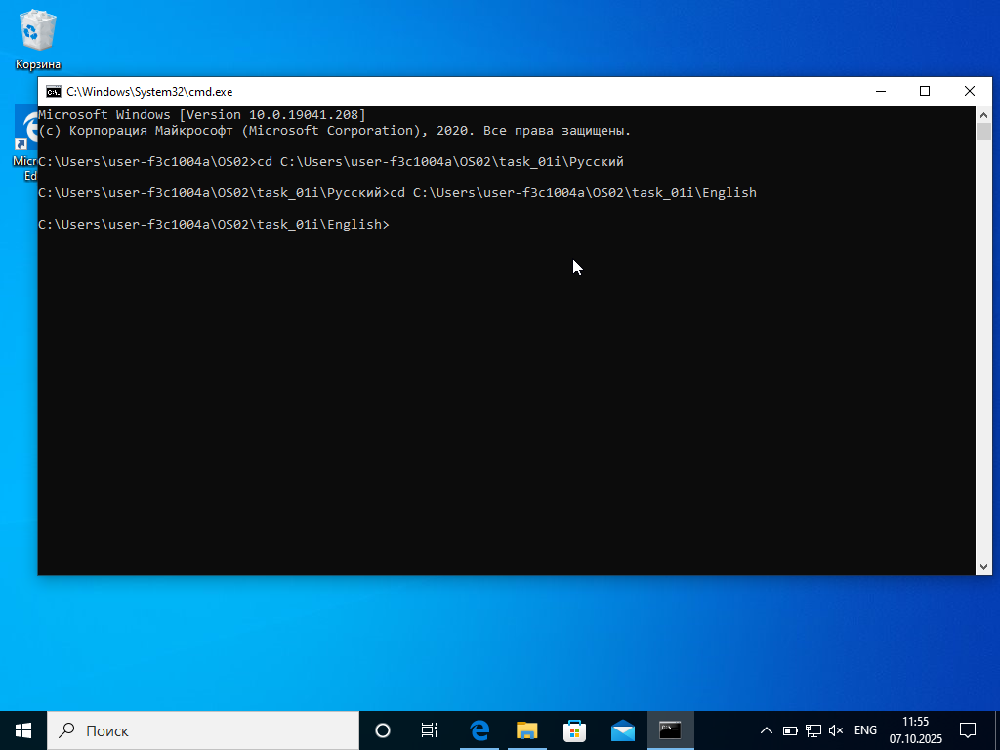 Корзина
C:\Windows\System32\cmd.exe
Microsoft Windows [Version 10.0.19041.208]
(c) Корпорация Майкрософт (Microsoft Corporation), 2020. Все права защищены.
C:\Users\user-f3c1004a\OS02>cd C:\Users\user-f3c1004a\OS02\task_01i\Русский
C:\Users\user-f3c1004a\OS02\task_01i\Русский>cd C:\Users\user-f3c1004a\OS02\task_01i\English
C:\Users\user-f3c1004a\OS02\task_01i\English>
Micr
Ed
Поиск
ENG
11:55
07.10.2025